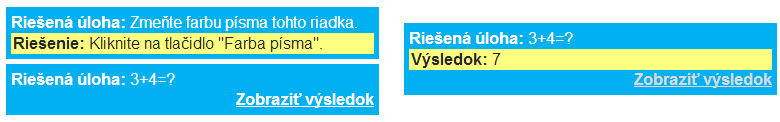 Riešená úloha: Zmeňte farbu písma tohto riadka.
Riešenie: Kliknite na tlačidlo "Farba písma".
Riešená úloha: 3+4=?
Zobraziť výsledok
Riešená úloha: 3+4=?
Výsledok: 7
Zobraziť výsledok